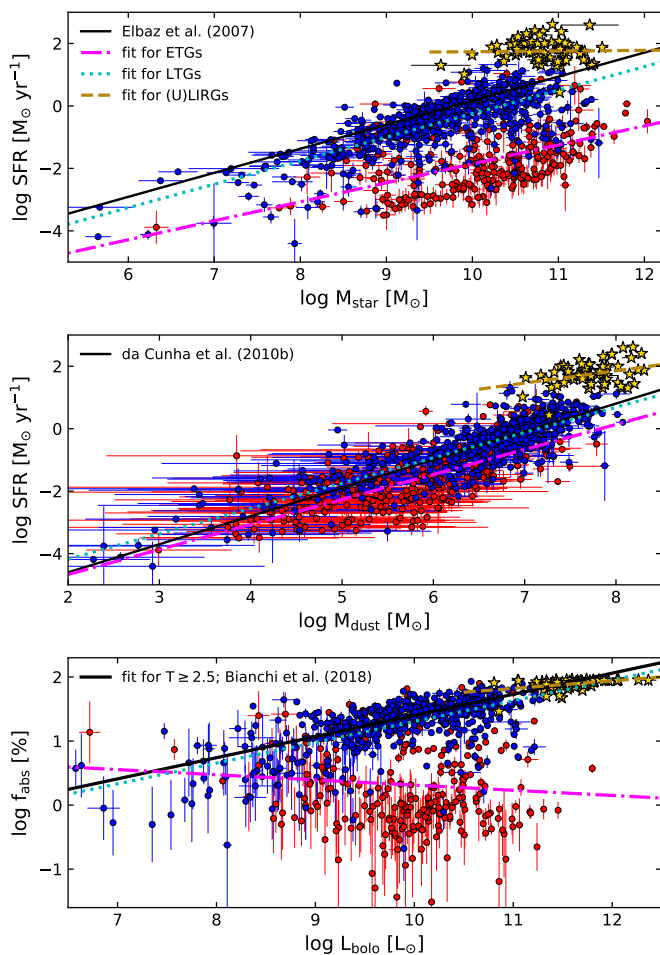 Elbaz et al. (2007)
fit for ETGs
fit for LTGs
fit for (U)LIRGs
2
0
−2
−4
log SFR [M⊙ yr⁻¹]
6 7 8 9 10 11 12
log Mstar [M⊙]
da Cunha et al. (2010b)
2
0
−2
−4
log SFR [M⊙ yr⁻¹]
2 3 4 5 6 7 8
log Mdust [M⊙]
fit for T ≥ 2.5; Bianchi et al. (2018)
2
1
0
−1
log fabs [%]
7 8 9 10 11 12
log Lbolo [L⊙]